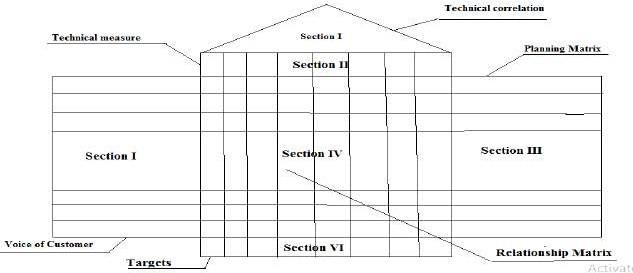 Technical correlation
Section I
Technical measure
Planning Matrix
Section II
Section I
Section IV
Section III
Voice of Customer
Section VI
Targets
Relationship Matrix
Activat